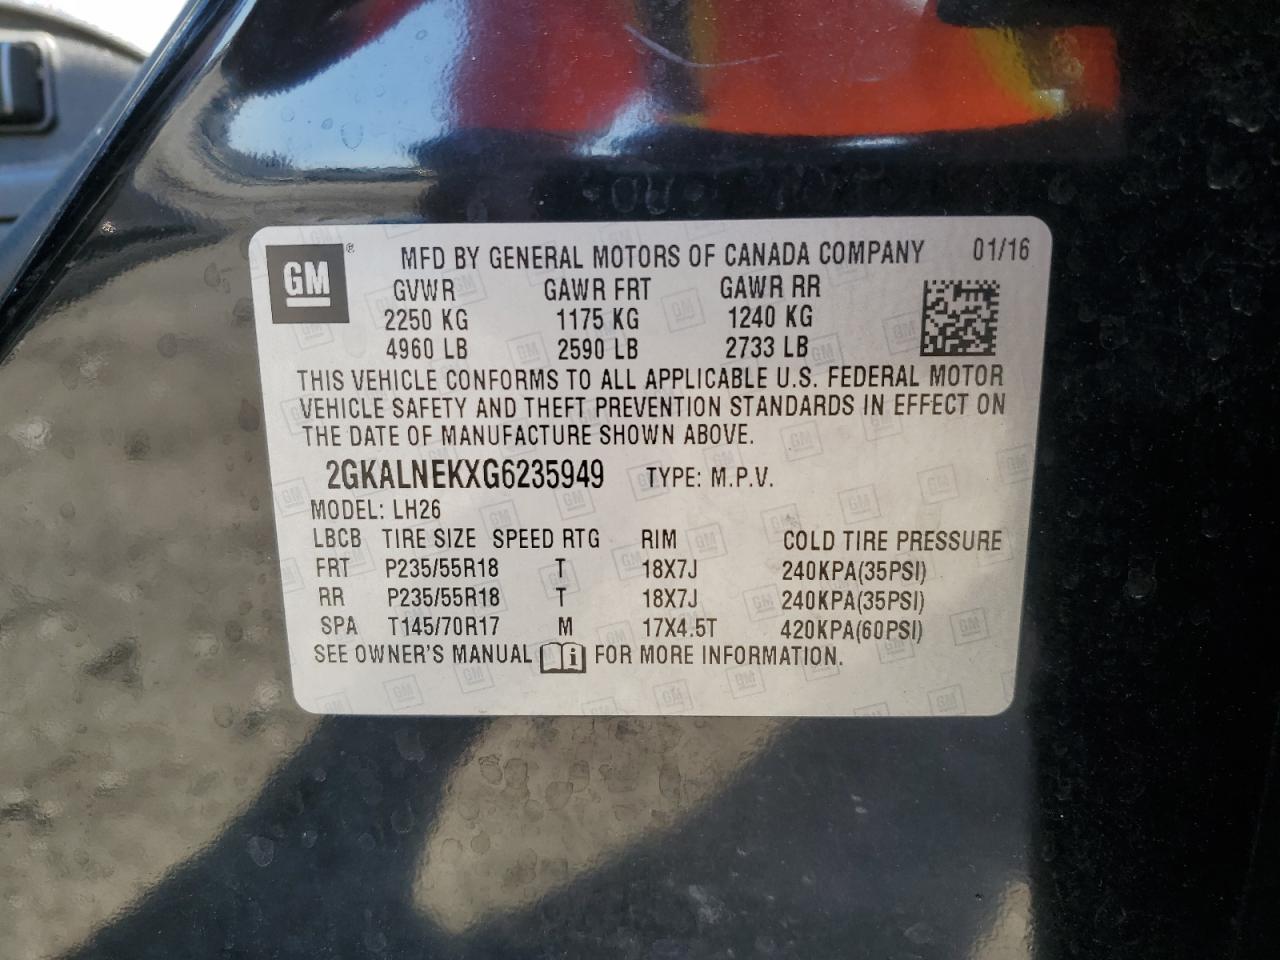 GM ® MFD BY GENERAL MOTORS OF CANADA COMPANY 01/16
GVWR GAWR FRT GAWR RR
2250 KG 1175 KG 1240 KG
4960 LB 2590 LB 2733 LB
THIS VEHICLE CONFORMS TO ALL APPLICABLE U.S. FEDERAL MOTOR
VEHICLE SAFETY AND THEFT PREVENTION STANDARDS IN EFFECT ON
THE DATE OF MANUFACTURE SHOWN ABOVE.
2GKALNEKXG6235949 TYPE: M.P.V.
MODEL: LH26
LBCB TIRE SIZE SPEED RTG RIM COLD TIRE PRESSURE
FRT P235/55R18 T 18X7J 240KPA(35PSI)
RR P235/55R18 T 18X7J 240KPA(35PSI)
SPA T145/70R17 M 17X4.5T 420KPA(60PSI)
SEE OWNER'S MANUAL i FOR MORE INFORMATION.